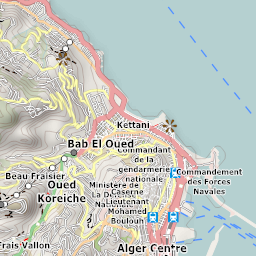 Kettani
Bab El Oued
Commandant
de la
gendarmerie
nationale
Commandement
des Forces
Navales
Beau Fraisier
Oued
Koreiche
Ministère de
La Défense
Caserne
Lieutenant
Mohamed
Boulouh
Frais Vallon
Alger Centre